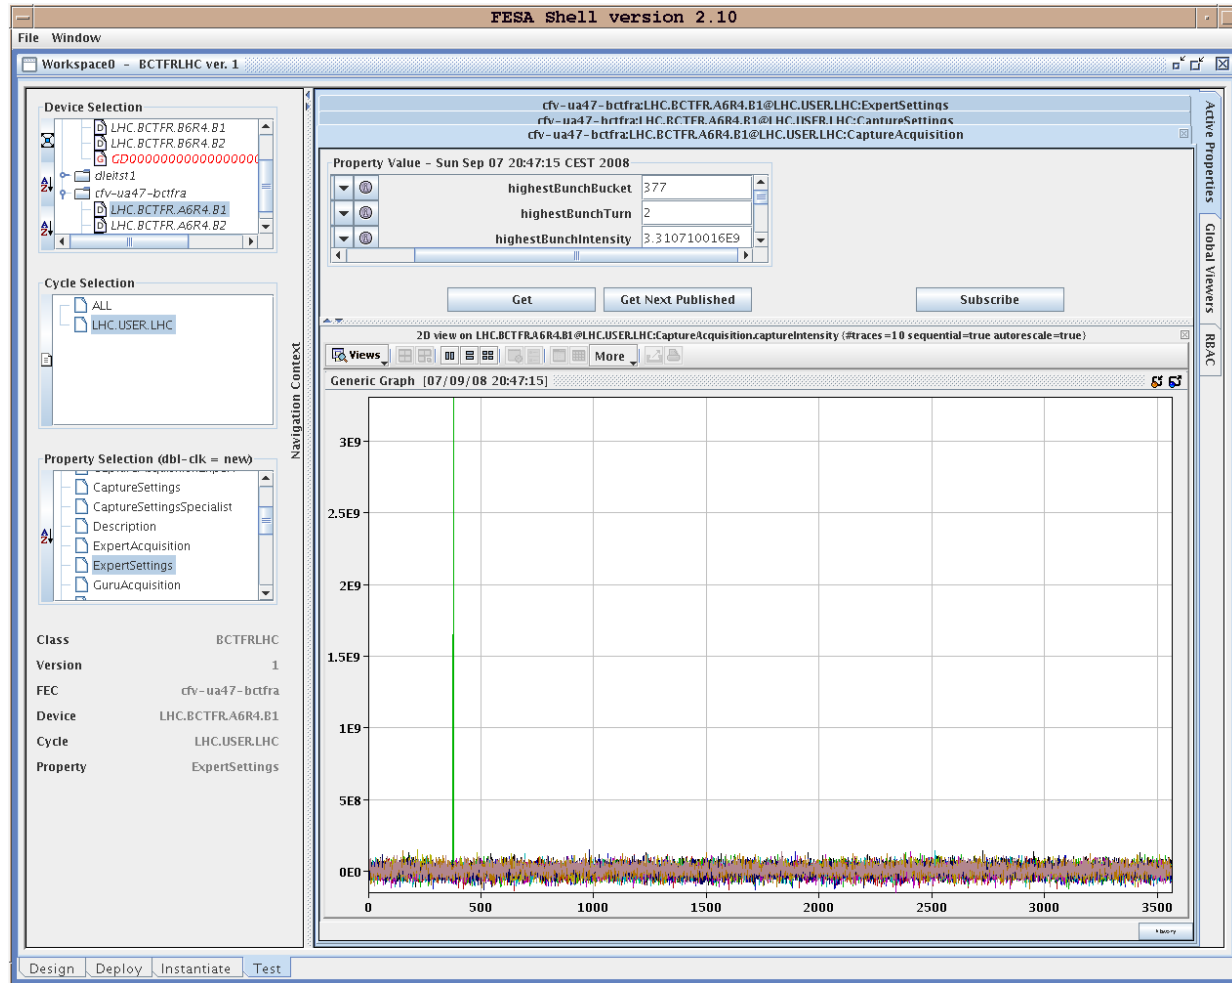 FESA Shell version 2.10
File Window
Workspace0 - BCTFRLHC ver. 1
Device Selection
LHC.BCTFR.B6R4.B1
LHC.BCTFR.B6R4.B2
dleitst1
cfv-ua47-bctfra
LHC.BCTFR.A6R4.B1
LHC.BCTFR.A6R4.B2
Cycle Selection
ALL
LHC.USER.LHC
Property Selection (dbl-clk = new)
CaptureSettings
CaptureSettingsSpecialist
Description
ExpertAcquisition
ExpertSettings
GuruAcquisition
Class BCTFRLHC
Version 1
FEC cfv-ua47-bctfra
Device LHC.BCTFR.A6R4.B1
Cycle LHC.USER.LHC
Property ExpertSettings
Navigation Context
cfv-ua47-bctfra:LHC.BCTFR.A6R4.B1@LHC.USER.LHC:ExpertSettings
cfv-ua47-bctfra:LHC.BCTFR.A6R4.B1@LHC.USER.LHC:CaptureSettings
cfv-ua47-bctfra:LHC.BCTFR.A6R4.B1@LHC.USER.LHC:CaptureAcquisition
Property Value - Sun Sep 07 20:47:15 CEST 2008
highestBunchBucket 377
highestBunchTurn 2
highestBunchIntensity 3.310710016E9
Get Get Next Published Subscribe
2D view on LHC.BCTFR.A6R4.B1@LHC.USER.LHC:CaptureAcquisition.captureIntensity (#traces=10 sequential=true autorescale=true)
Views More
Generic Graph [07/09/08 20:47:15]
3E9
2.5E9
2E9
1.5E9
1E9
5E8
0E0
0 500 1000 1500 2000 2500 3000 3500
History
Active Properties
Global Viewers
RBAC
Design Deploy Instantiate Test